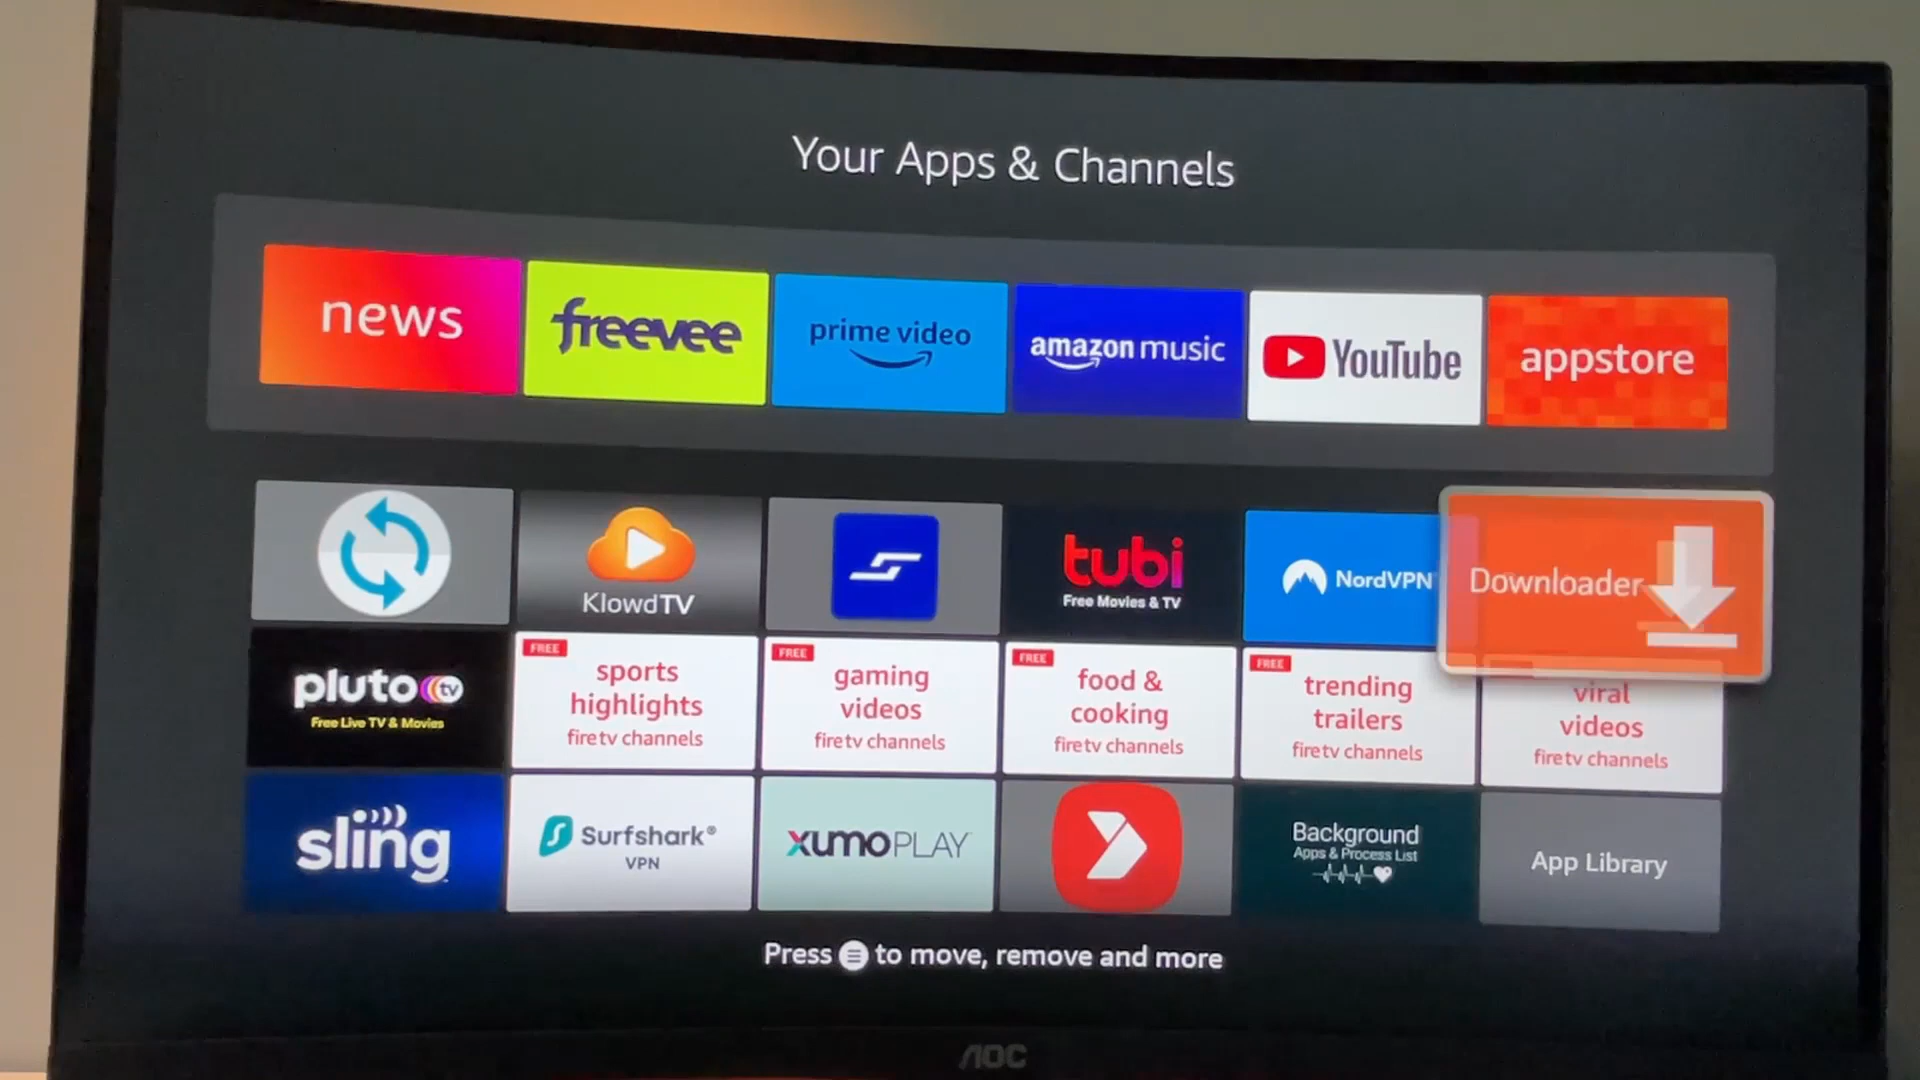 Your Apps & Channels
news
freevee
prime video
amazon music
YouTube
appstore
KlowdTV
tubi
Free Movies & TV
NordVPN
Downloader
pluto tv
Free Live TV & Movies
FREE
sports
highlights
firetv channels
FREE
gaming
videos
firetv channels
FREE
food &
cooking
firetv channels
FREE
trending
trailers
firetv channels
viral
videos
firetv channels
sling
Surfshark®
VPN
xumo PLAY
Background
Apps & Process List
App Library
Press to move, remove and more
AOC